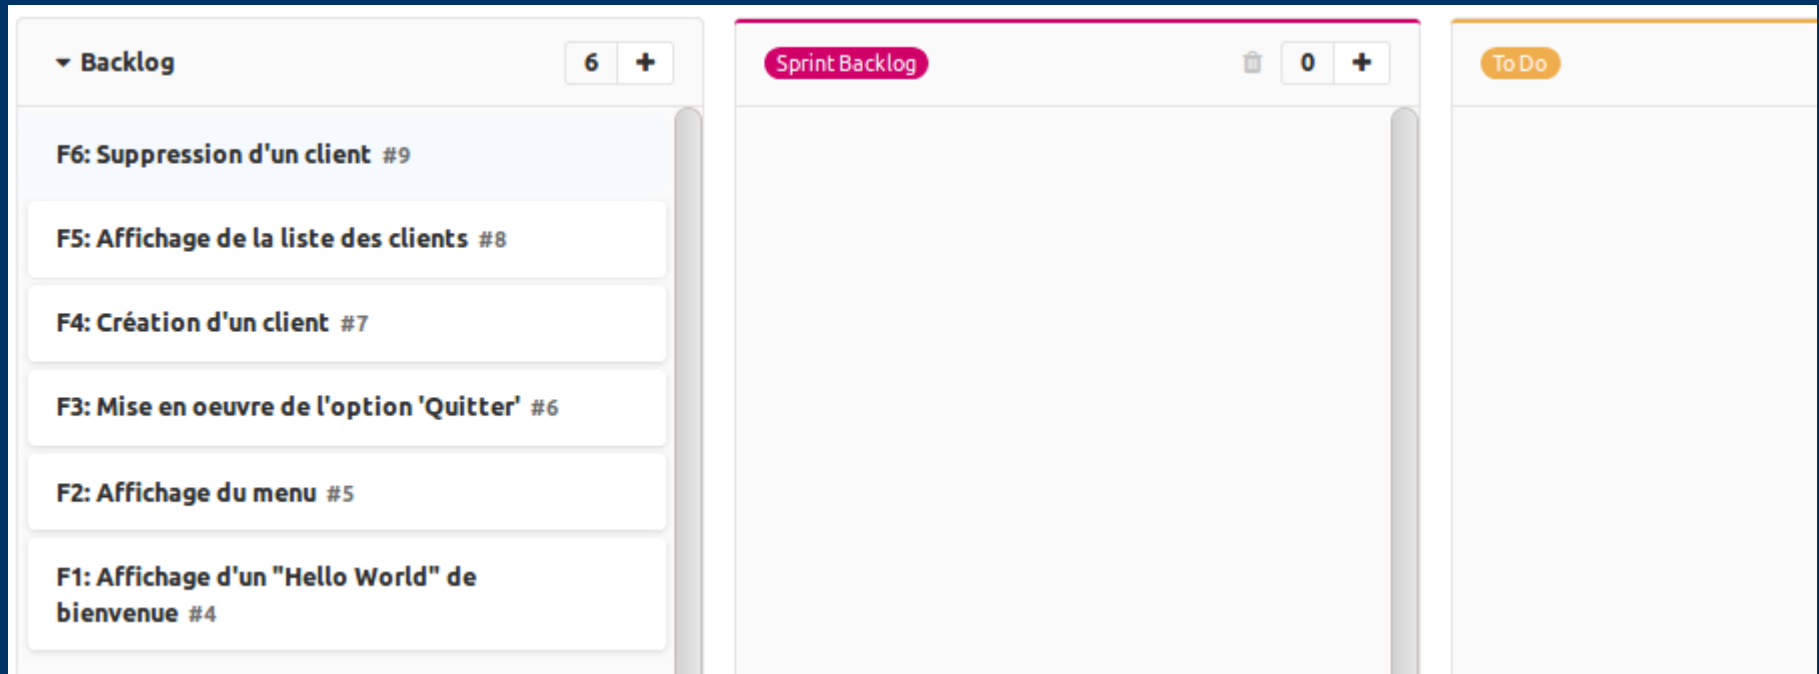 Backlog 6 +
F6: Suppression d'un client #9
F5: Affichage de la liste des clients #8
F4: Création d'un client #7
F3: Mise en oeuvre de l'option 'Quitter' #6
F2: Affichage du menu #5
F1: Affichage d'un "Hello World" de
bienvenue #4
Sprint Backlog 0 +
To Do